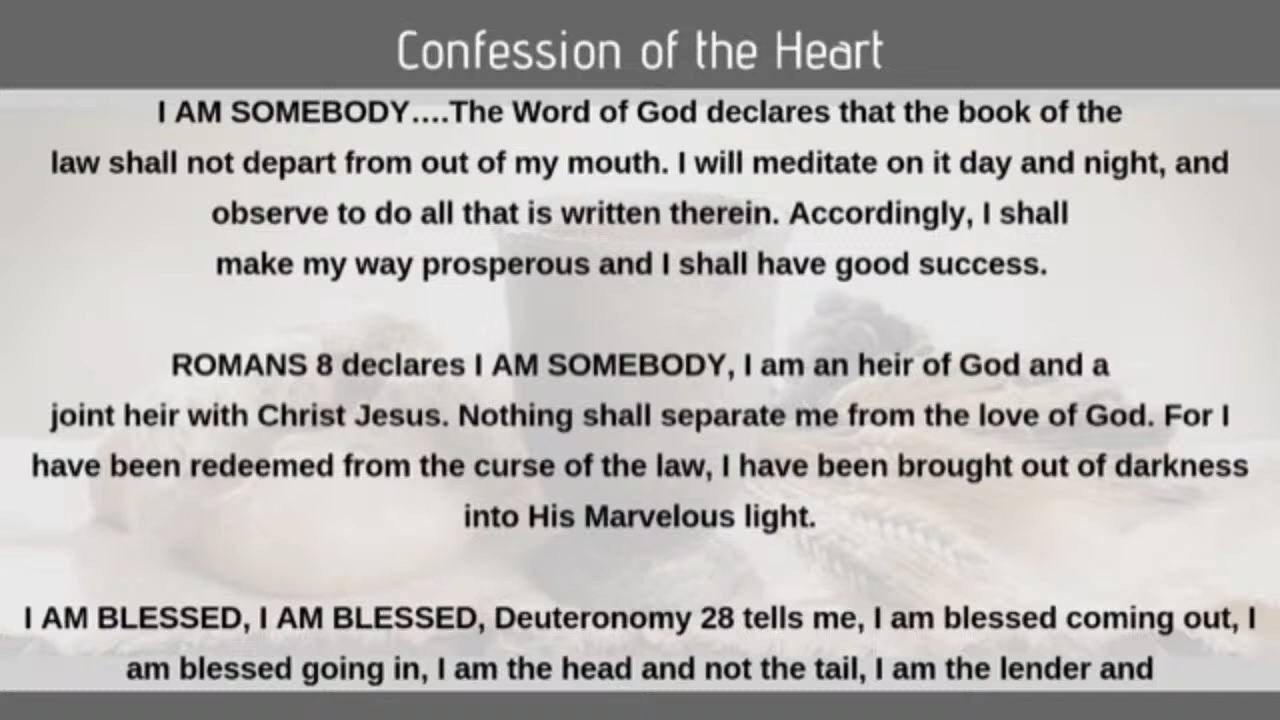 Confession of the Heart
I AM SOMEBODY....The Word of God declares that the book of the
law shall not depart from out of my mouth. I will meditate on it day and night, and
observe to do all that is written therein. Accordingly, I shall
make my way prosperous and I shall have good success.
ROMANS 8 declares I AM SOMEBODY, I am an heir of God and a
joint heir with Christ Jesus. Nothing shall separate me from the love of God. For I
have been redeemed from the curse of the law, I have been brought out of darkness
into His Marvelous light.
I AM BLESSED, I AM BLESSED, Deuteronomy 28 tells me, I am blessed coming out, I
am blessed going in, I am the head and not the tail, I am the lender and